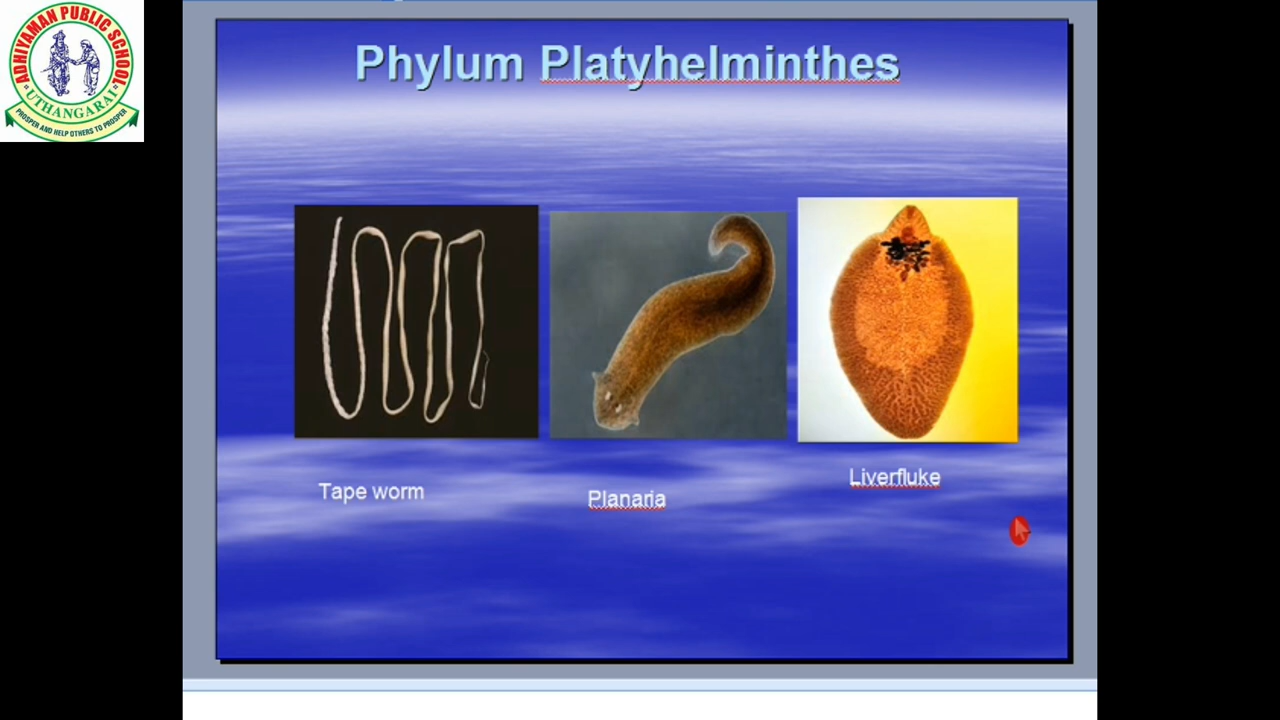 ADHIYAMAN PUBLIC SCHOOL
UTHANGARAI
PROSPER AND HELP OTHERS TO PROSPER
Phylum Platyhelminthes
Tape worm
Planaria
Liverfluke